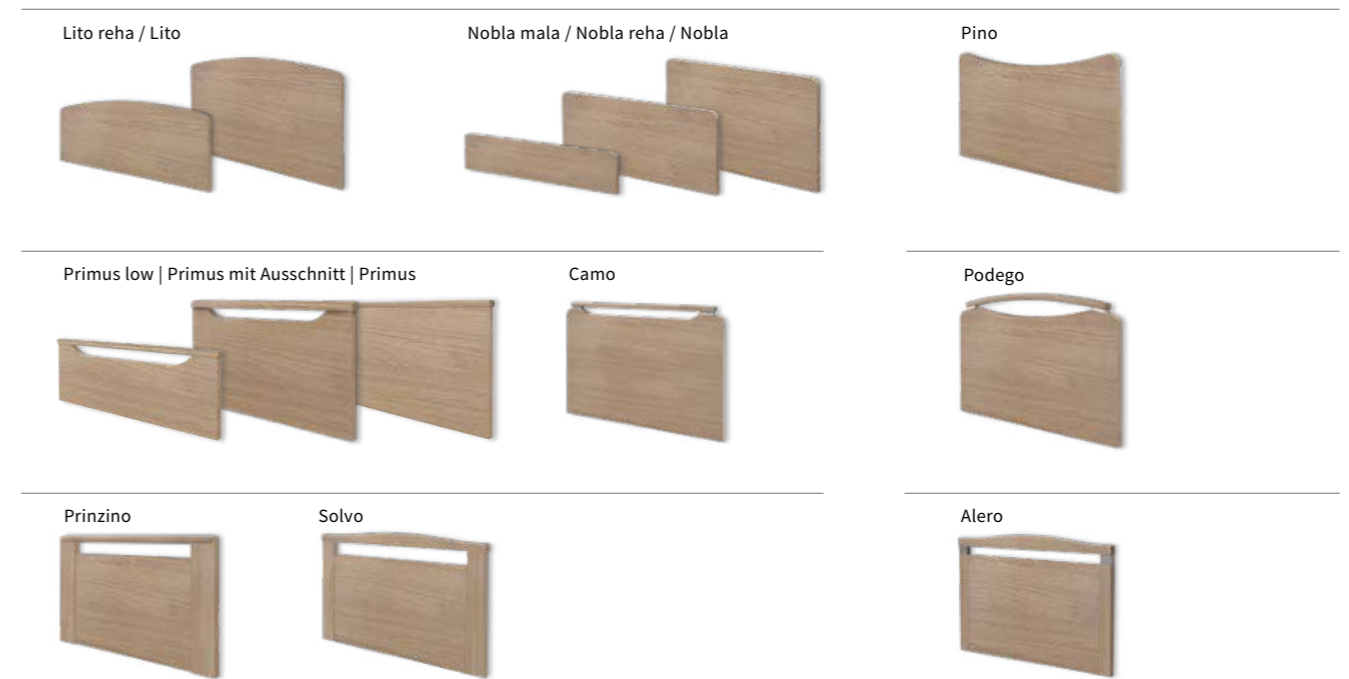 Lito reha / Lito
Nobla mala / Nobla reha / Nobla
Pino
Primus low | Primus mit Ausschnitt | Primus
Camo
Podego
Prinzino
Solvo
Alero